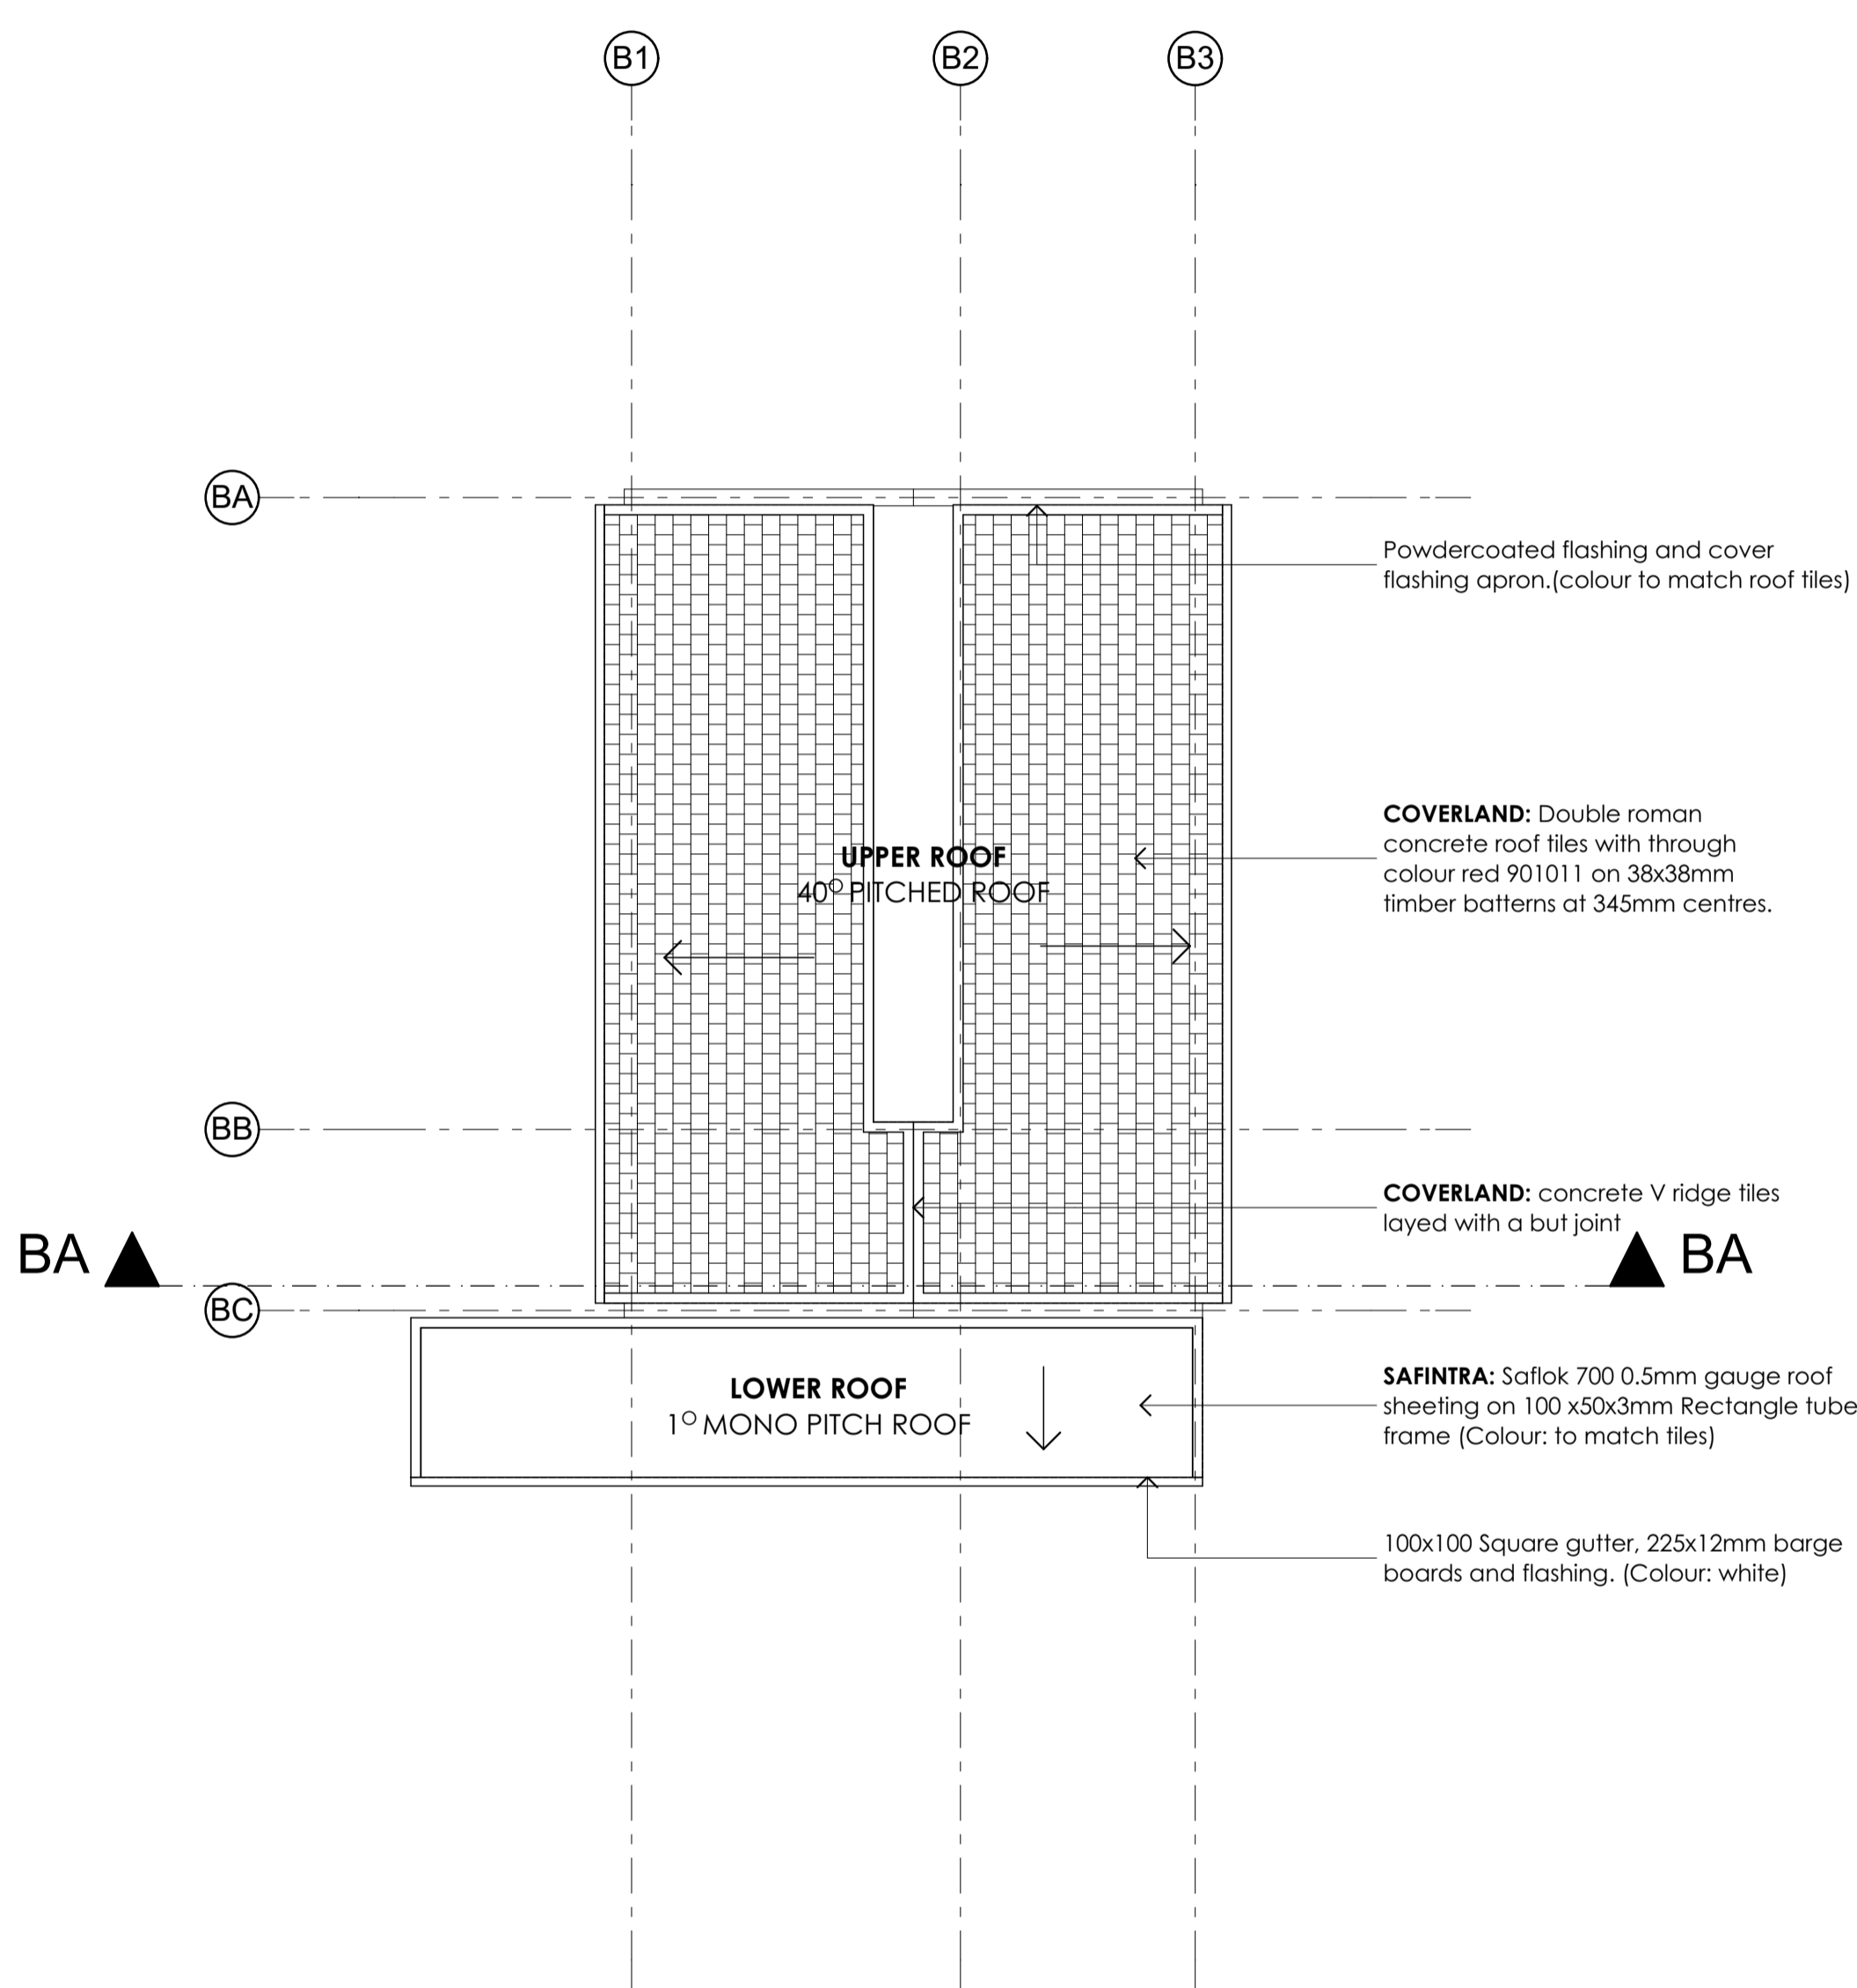 B1
B2
B3
BA
Powdercoated flashing and cover
flashing apron.(colour to match roof tiles)
COVERLAND: Double roman
concrete roof tiles with through
colour red 901011 on 38x38mm
timber batterns at 345mm centres.
UPPER ROOF
40° PITCHED ROOF
BB
COVERLAND: concrete V ridge tiles
layed with a but joint
BA
BA
BC
LOWER ROOF
1° MONO PITCH ROOF
SAFINTRA: Saflok 700 0.5mm gauge roof
sheeting on 100 x50x3mm Rectangle tube
frame (Colour: to match tiles)
100x100 Square gutter, 225x12mm barge
boards and flashing. (Colour: white)